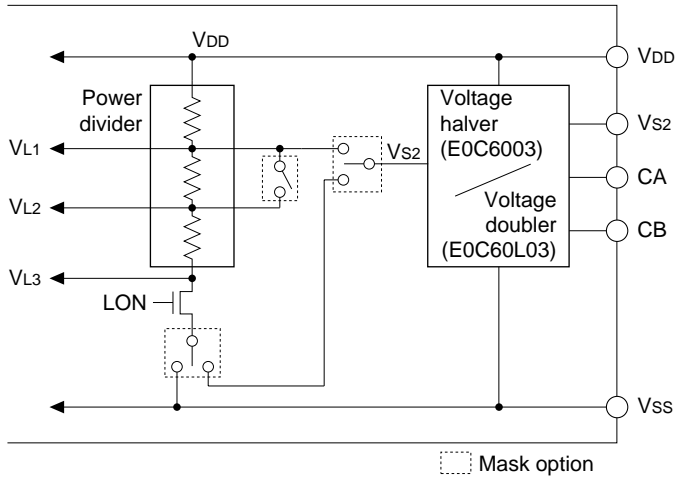 VDD
VDD
Power
divider
Voltage
halver
(E0C6003)
VS2
VL1
VS2
CA
VL2
Voltage
doubler
(E0C60L03)
CB
VL3
LON
VSS
Mask option